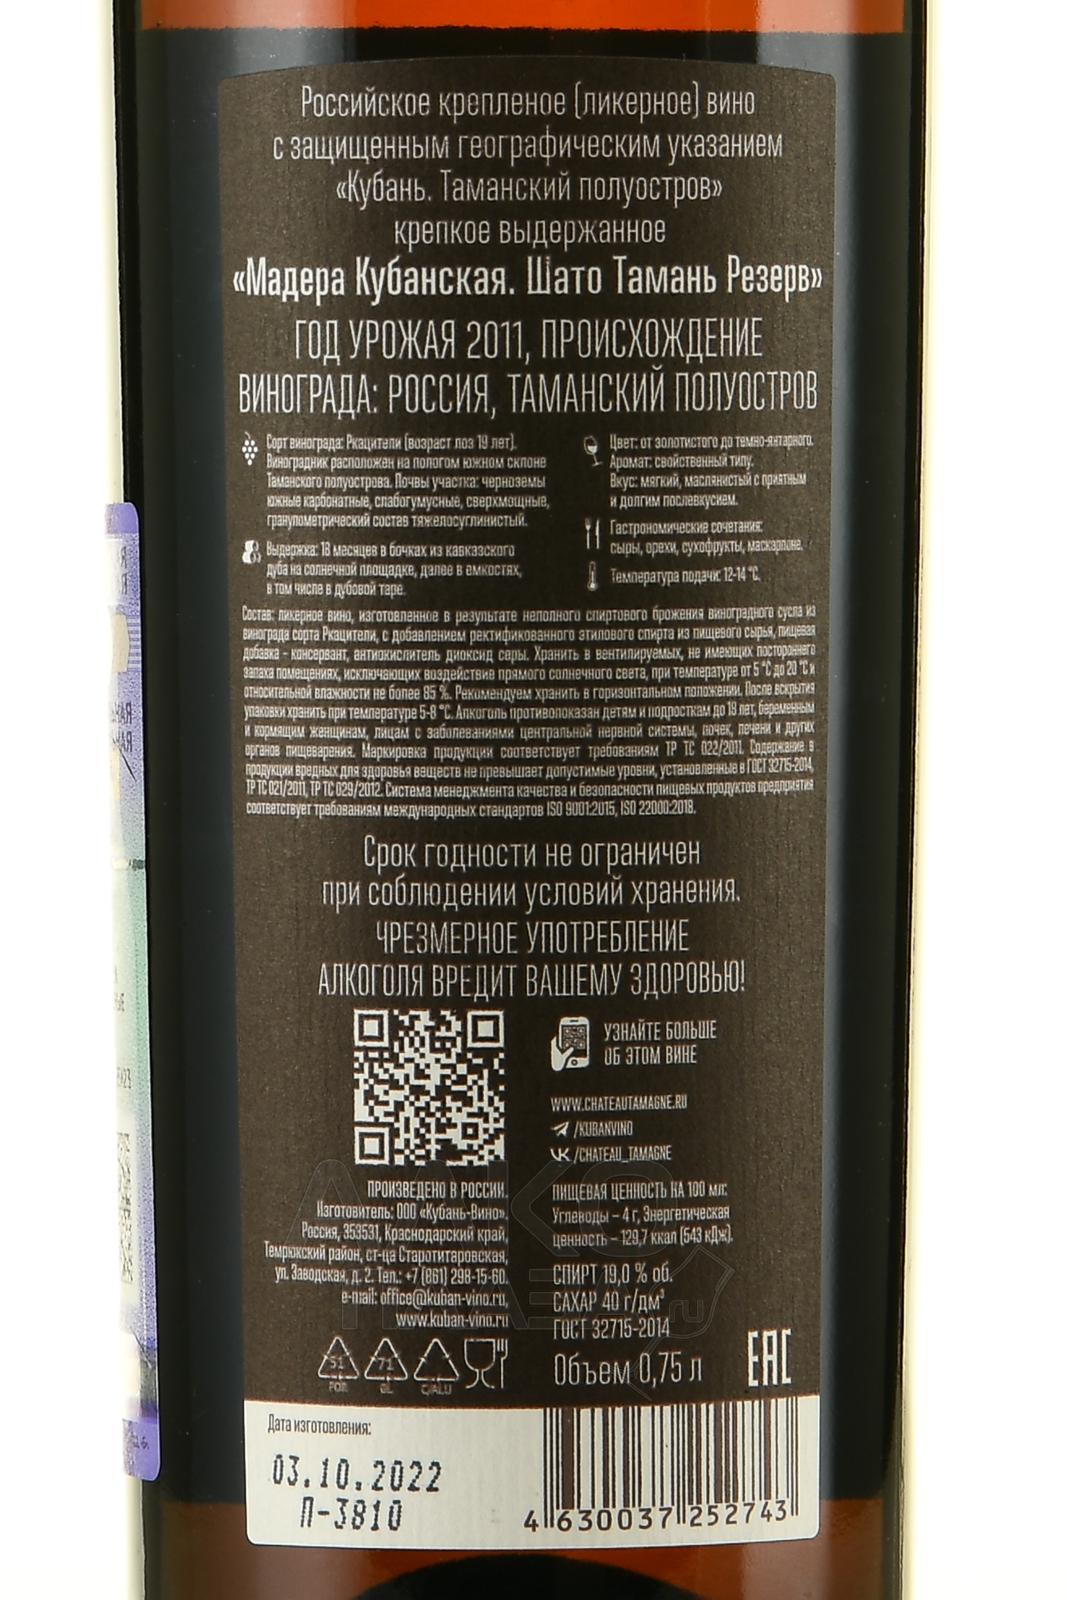 Российское крепленое (ликерное) вино
с защищенным географическим указанием
«Кубань. Таманский полуостров»
крепкое выдержанное
«Мадера Кубанская. Шато Тамань Резерв»
ГОД УРОЖАЯ 2011, ПРОИСХОЖДЕНИЕ
ВИНОГРАДА: РОССИЯ, ТАМАНСКИЙ ПОЛУОСТРОВ
Сорт винограда: Ркацители (возраст лоз 19 лет).
Виноградник расположен на пологом южном склоне
Таманского полуострова. Почвы участка: черноземы
южные карбонатные, слабогумусные, сверхмощные,
гранулометрический состав тяжелосуглинистый.
Выдержка: 18 месяцев в бочках из кавказского
дуба на солнечной площадке, далее в емкостях,
в том числе в дубовой таре.
Цвет: от золотистого до темно-янтарного.
Аромат: свойственный типу.
Вкус: мягкий, маслянистый с приятным
и долгим послевкусием.
Гастрономические сочетания:
сыры, орехи, сухофрукты, маскарпоне.
Температура подачи: 12-14 °С.
Состав: ликерное вино, изготовленное в результате неполного спиртового брожения виноградного сусла из
винограда сорта Ркацители, с добавлением ректификованного этилового спирта из пищевого сырья, пищевая
добавка - консервант, антиокислитель диоксид серы. Хранить в вентилируемых, не имеющих постороннего
запаха помещениях, исключающих воздействие прямого солнечного света, при температуре от 5 °С до 20 °С и
относительной влажности не более 85 %. Рекомендуем хранить в горизонтальном положении. После вскрытия
упаковки хранить при температуре 5-8 °С. Алкоголь противопоказан детям и подросткам до 18 лет, беременным
и кормящим женщинам, лицам с заболеваниями центральной нервной системы, почек, печени и других
органов пищеварения. Маркировка продукции соответствует требованиям ТР ТС 022/2011. Содержание в
продукции вредных для здоровья веществ не превышает допустимые уровни, установленные в ГОСТ 32715-2014,
ТР ТС 021/2011, ТР ТС 029/2012. Система менеджмента качества и безопасности пищевых продуктов предприятия
соответствует требованиям международных стандартов ISO 9001:2015, ISO 22000:2018.
Срок годности не ограничен
при соблюдении условий хранения.
ЧРЕЗМЕРНОЕ УПОТРЕБЛЕНИЕ
АЛКОГОЛЯ ВРЕДИТ ВАШЕМУ ЗДОРОВЬЮ!
УЗНАЙТЕ БОЛЬШЕ
ОБ ЭТОМ ВИНЕ
WWW.CHATEAUTAMAGNE.RU
/KUBANVINO
/CHATEAU_TAMAGNE
ПРОИЗВЕДЕНО В РОССИИ.
Изготовитель: ООО «Кубань-Вино».
Россия, 353531, Краснодарский край,
Темрюкский район, ст-ца Старотитаровская,
ул. Заводская, д. 2. Тел.: +7 (861) 298-15-60.
e-mail: office@kuban-vino.ru,
www.kuban-vino.ru
ПИЩЕВАЯ ЦЕННОСТЬ НА 100 мл:
Углеводы – 4 г, Энергетическая
ценность – 129,7 ккал (543 кДж).
СПИРТ 19,0 % об.
САХАР 40 г/дм³
ГОСТ 32715-2014
Объем 0,75 л
EAC
51 71
FOR GL C/ALU
Дата изготовления:
03.10.2022
П-3810
4 630037 252743